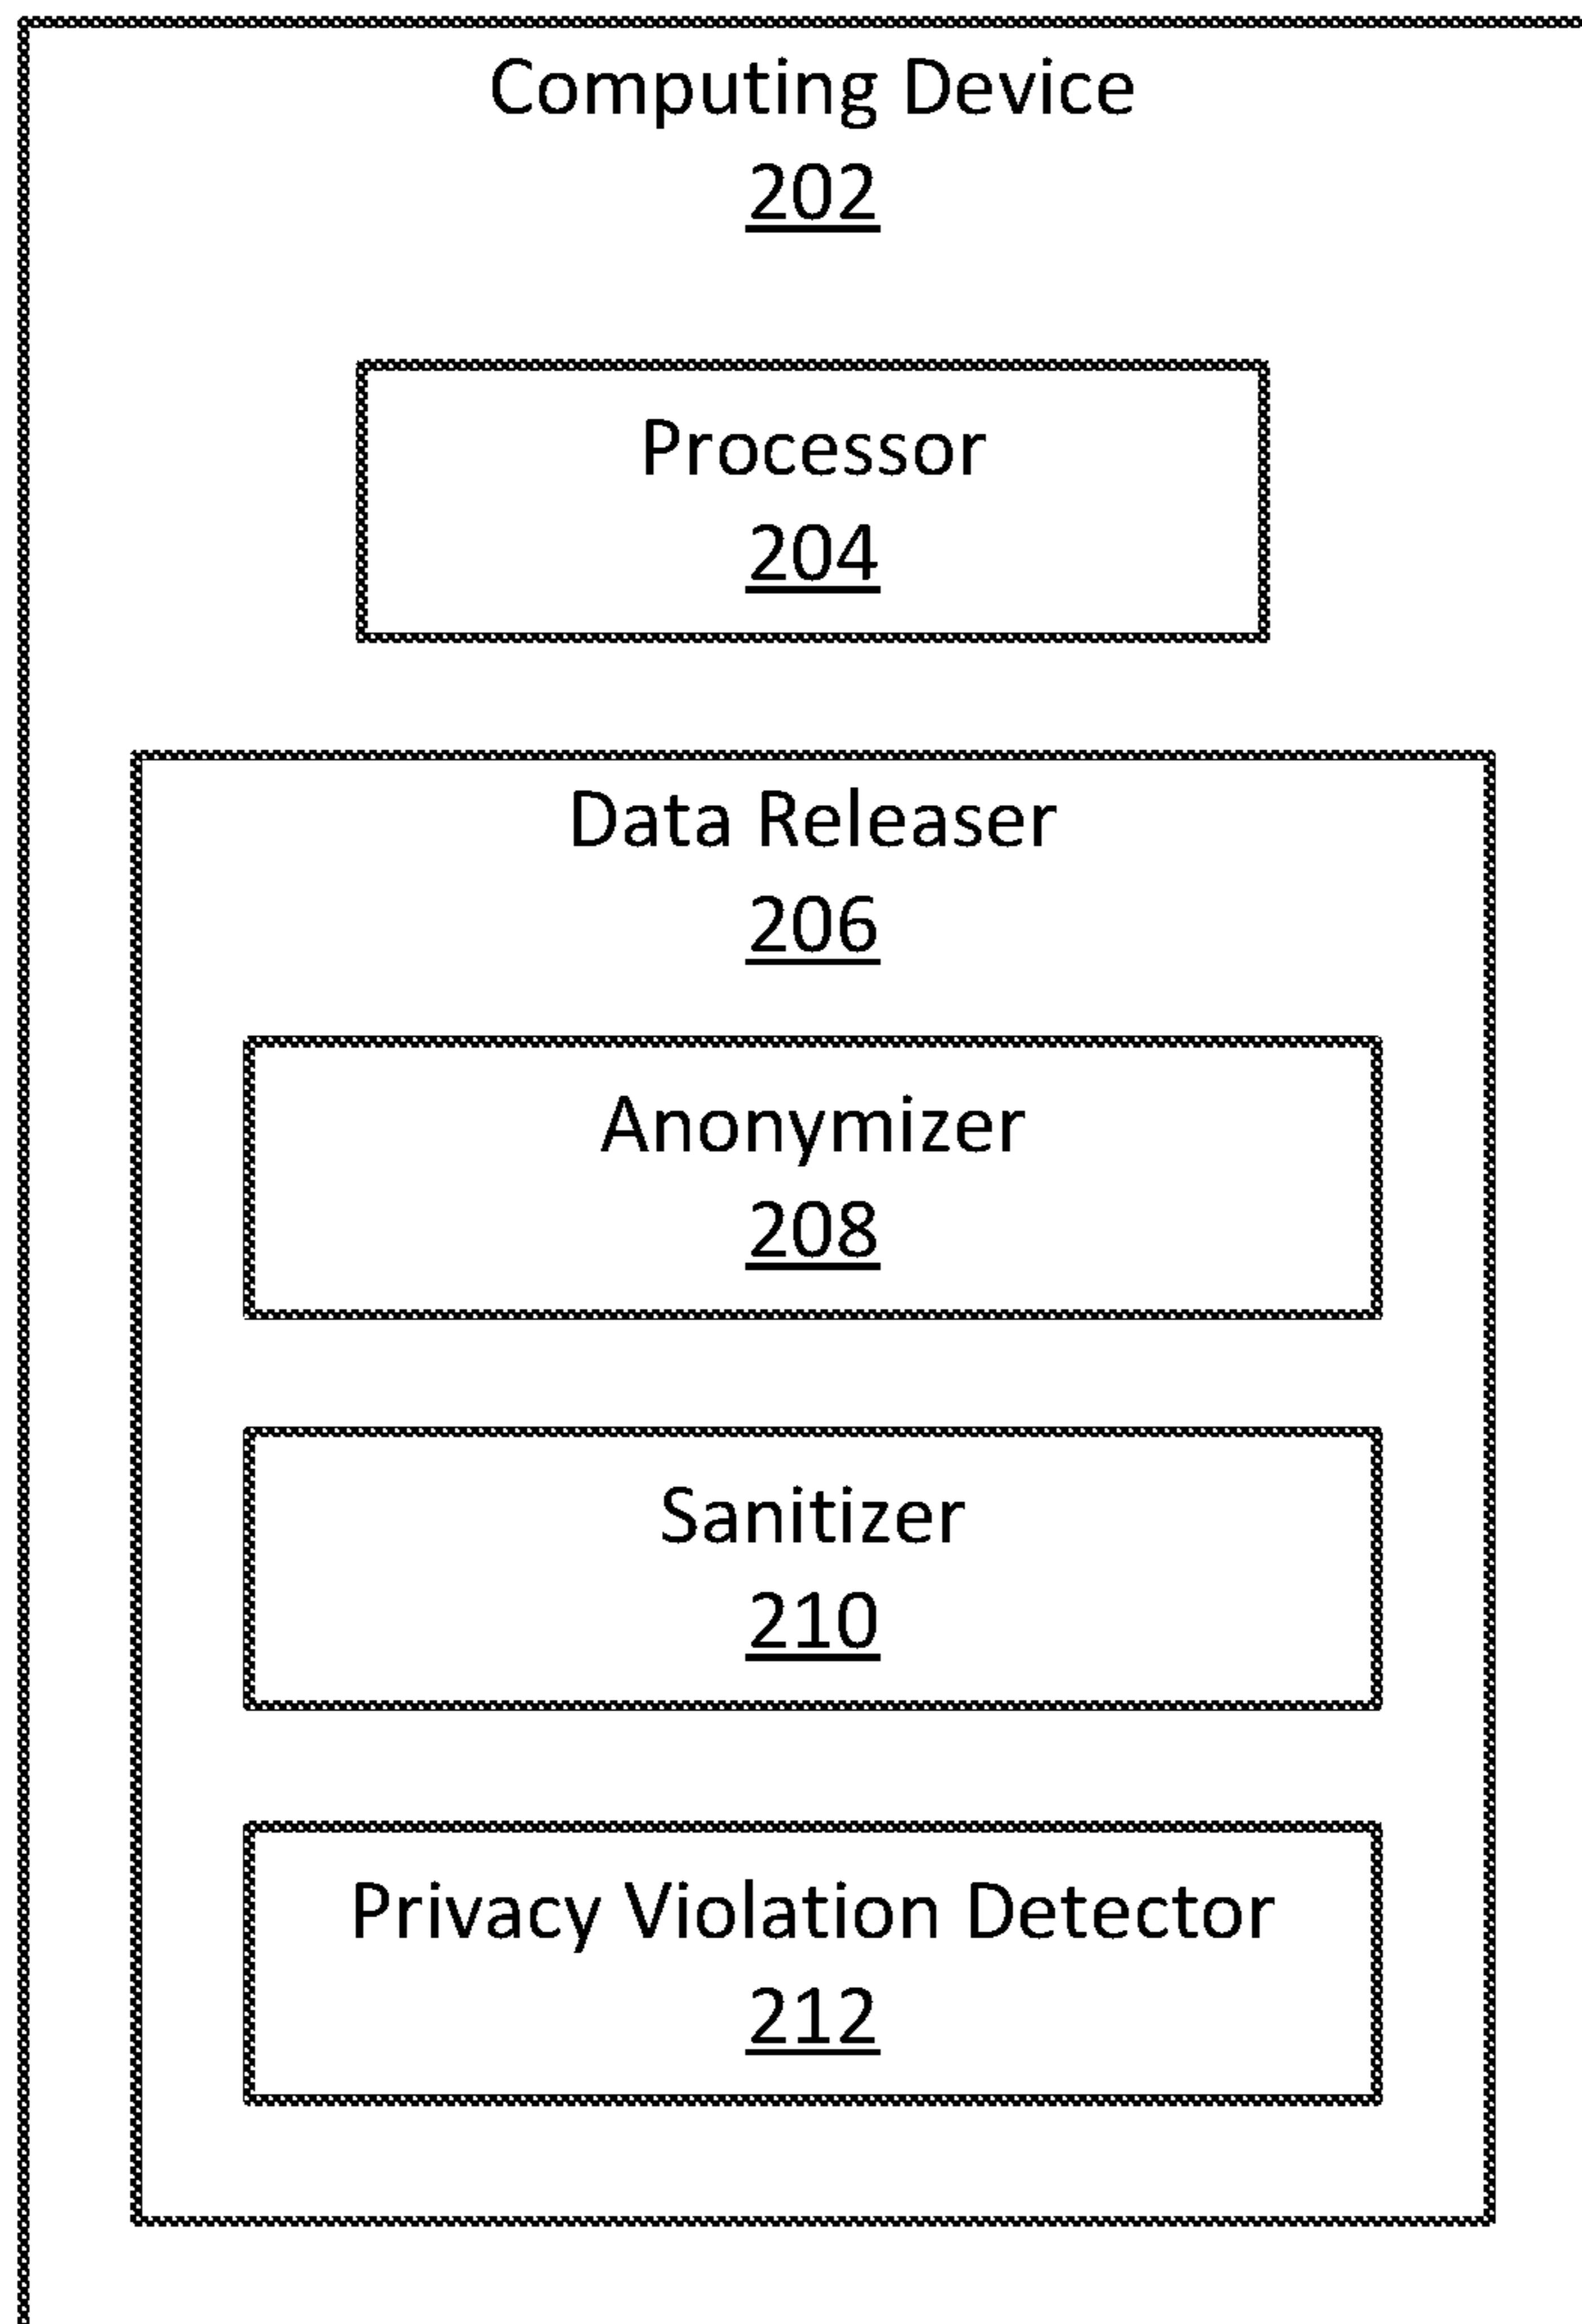 Computing Device
202
Processor
204
Data Releaser
206
Anonymizer
208
Sanitizer
210
Privacy Violation Detector
212